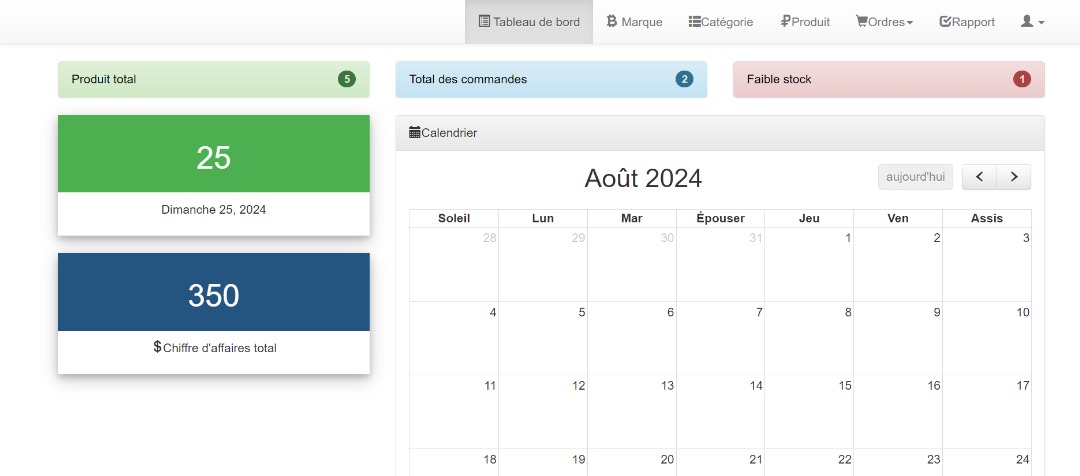 Tableau de bord Marque Catégorie Produit Ordres Rapport
Produit total 5 Total des commandes 2 Faible stock 1
25
Dimanche 25, 2024
350
$Chiffre d'affaires total
Calendrier
Août 2024 aujourd'hui
Soleil Lun Mar Épouser Jeu Ven Assis
28 29 30 31 1 2 3
4 5 6 7 8 9 10
11 12 13 14 15 16 17
18 19 20 21 22 23 24